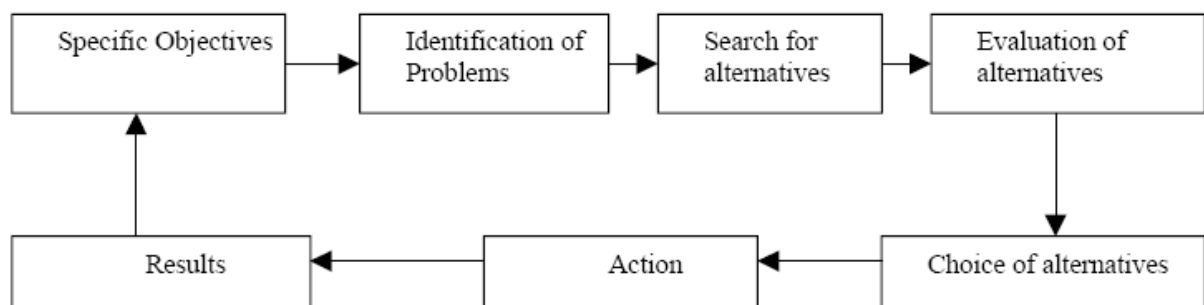 Specific Objectives
Identification of
Problems
Search for
alternatives
Evaluation of
alternatives
Choice of alternatives
Action
Results